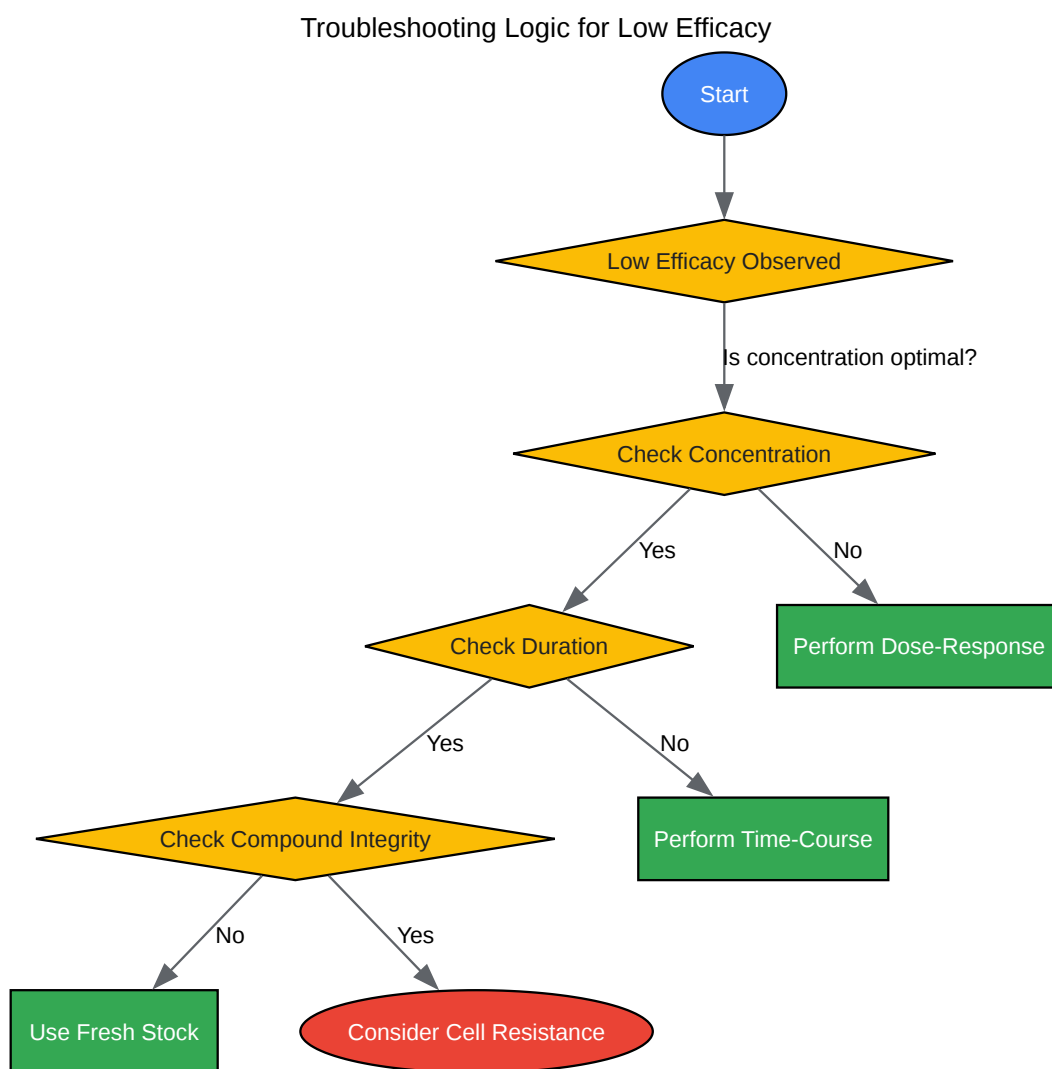 Troubleshooting Logic for Low Efficacy
Start
Low Efficacy Observed
Is concentration optimal?
Check Concentration
Yes
No
Check Duration
Perform Dose-Response
Yes
No
Check Compound Integrity
Perform Time-Course
No
Yes
Use Fresh Stock
Consider Cell Resistance